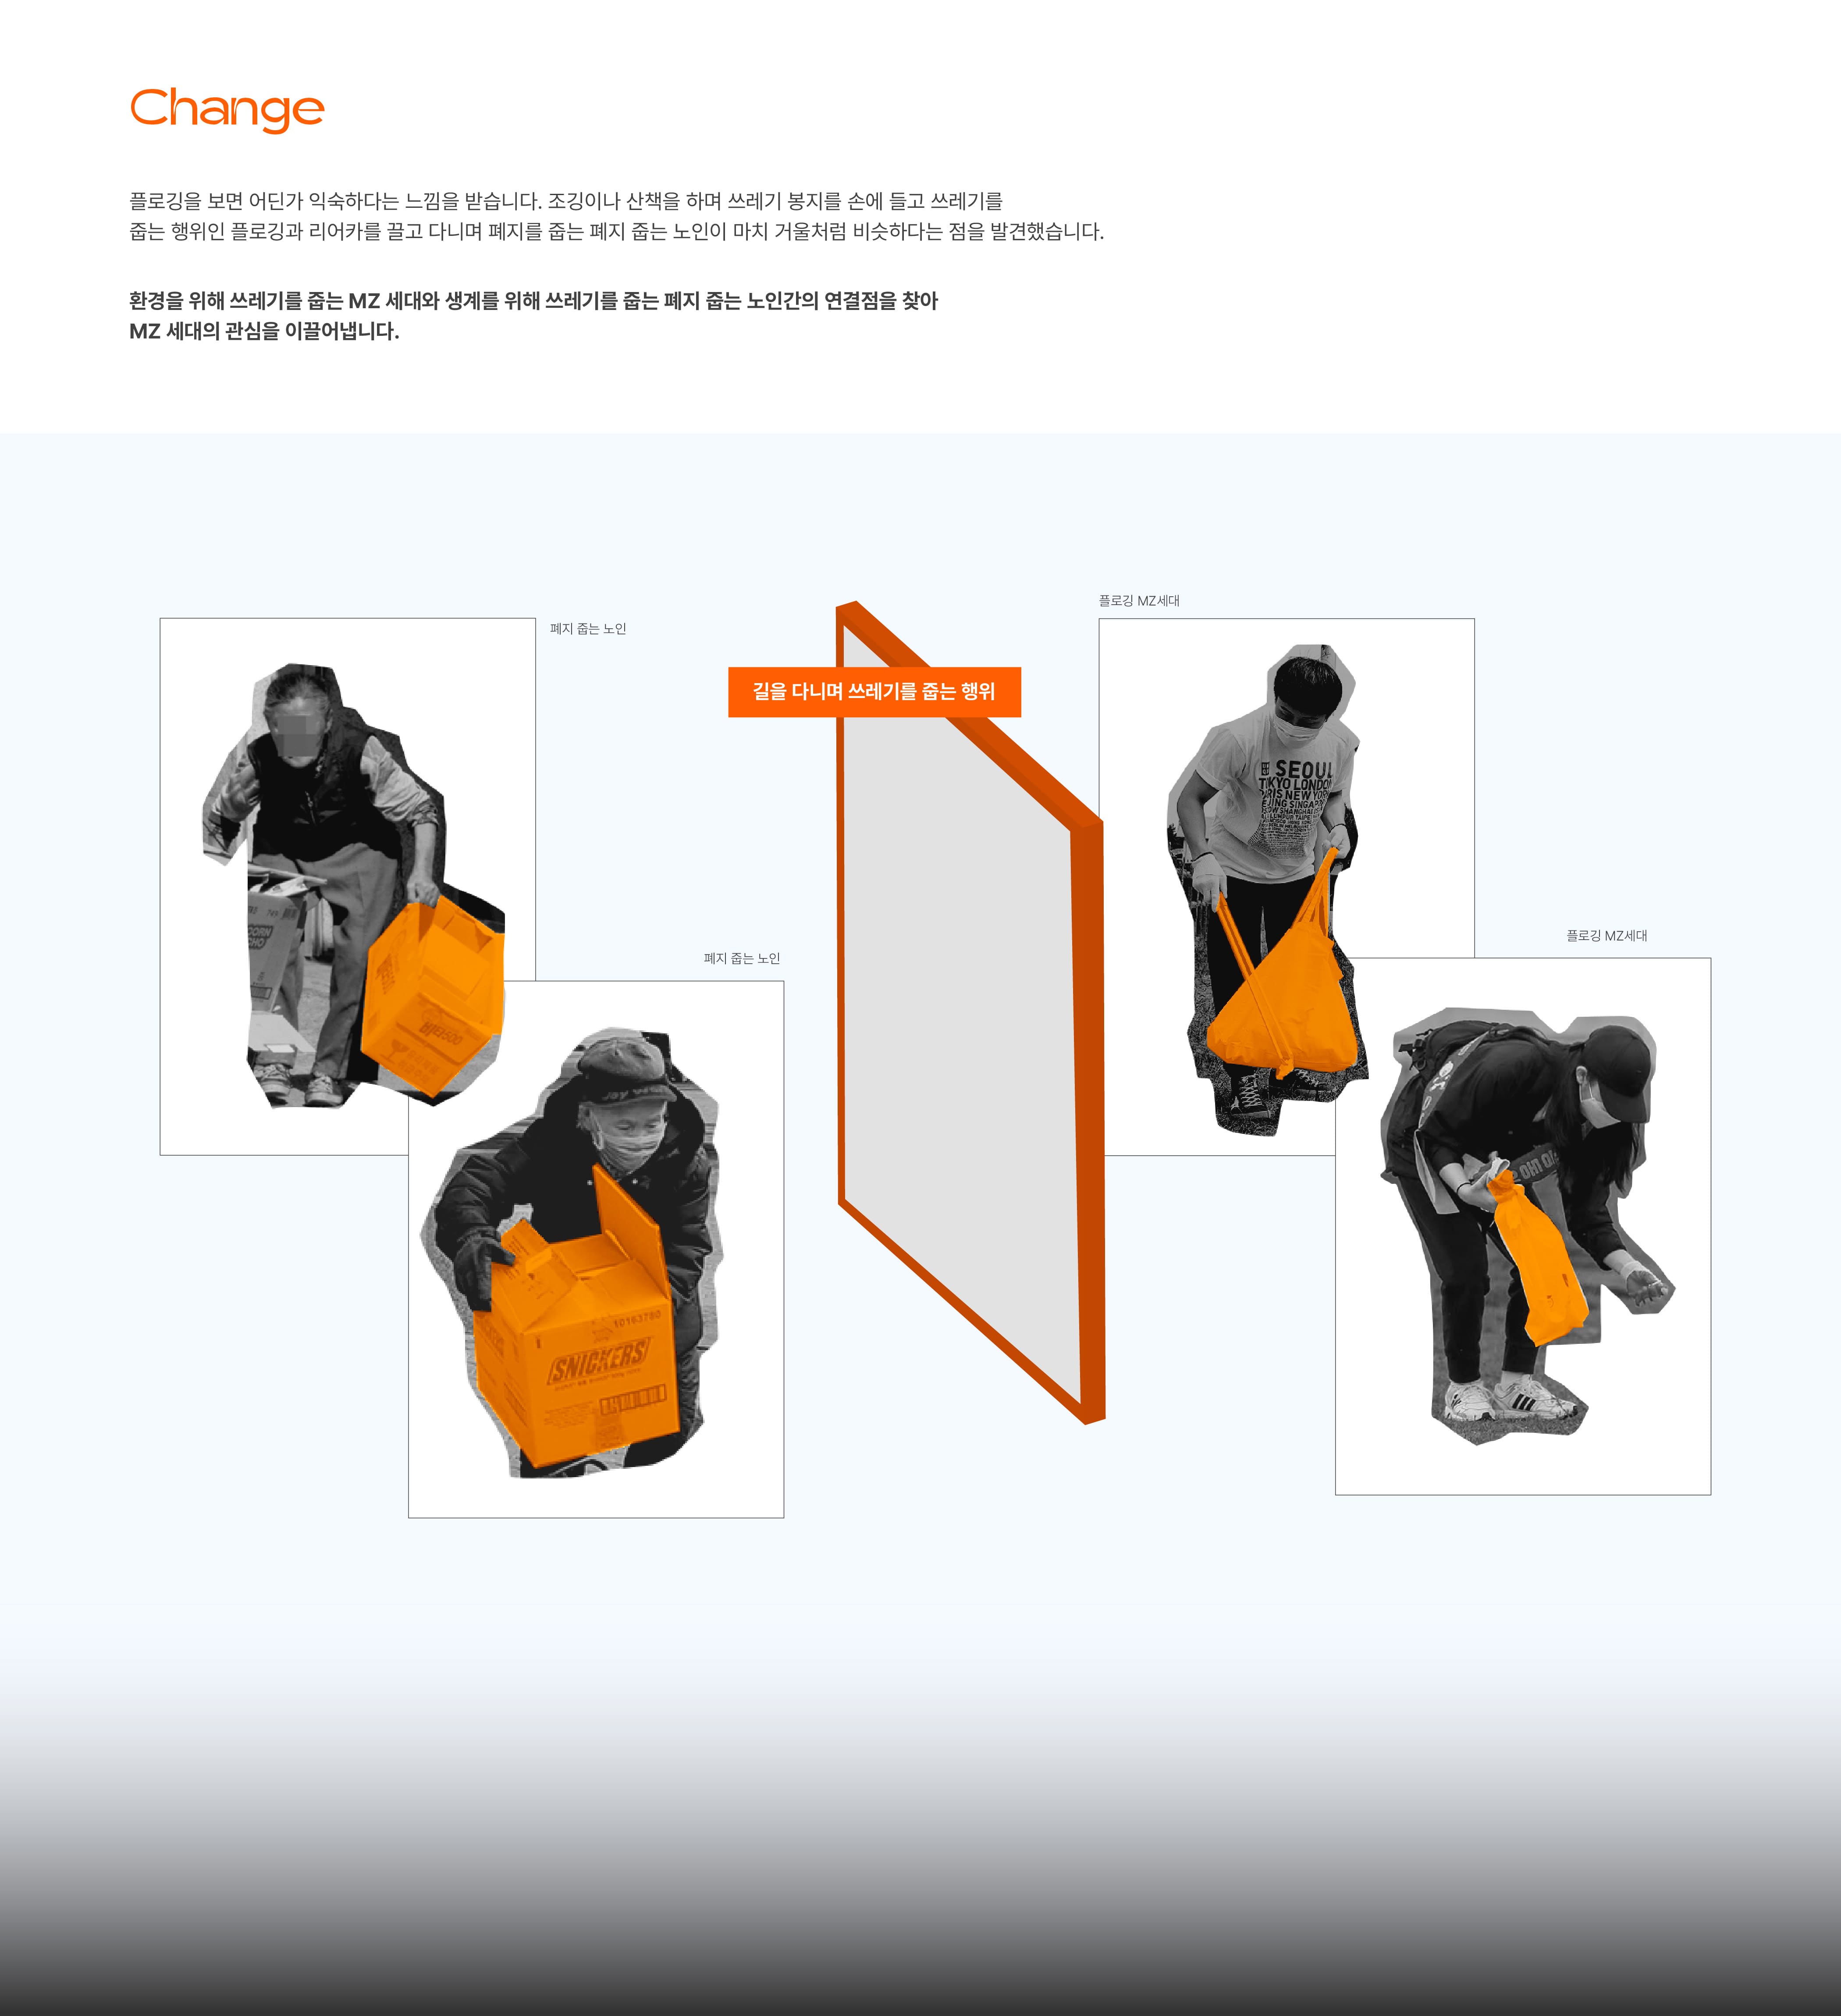 Change
플로깅을 보면 어딘가 익숙하다는 느낌을 받습니다. 조깅이나 산책을 하며 쓰레기 봉지를 손에 들고 쓰레기를
줍는 행위인 플로깅과 리어카를 끌고 다니며 폐지를 줍는 폐지 줍는 노인이 마치 거울처럼 비슷하다는 점을 발견했습니다.
환경을 위해 쓰레기를 줍는 MZ 세대와 생계를 위해 쓰레기를 줍는 폐지 줍는 노인간의 연결점을 찾아
MZ 세대의 관심을 이끌어냅니다.
폐지 줍는 노인
길을 다니며 쓰레기를 줍는 행위
플로깅 MZ세대
SEOUL
LONDO
PARIS NEW YOR
SINGAP
SHANGHAI
폐지 줍는 노인
10163780
SNICKERS
플로깅 MZ세대